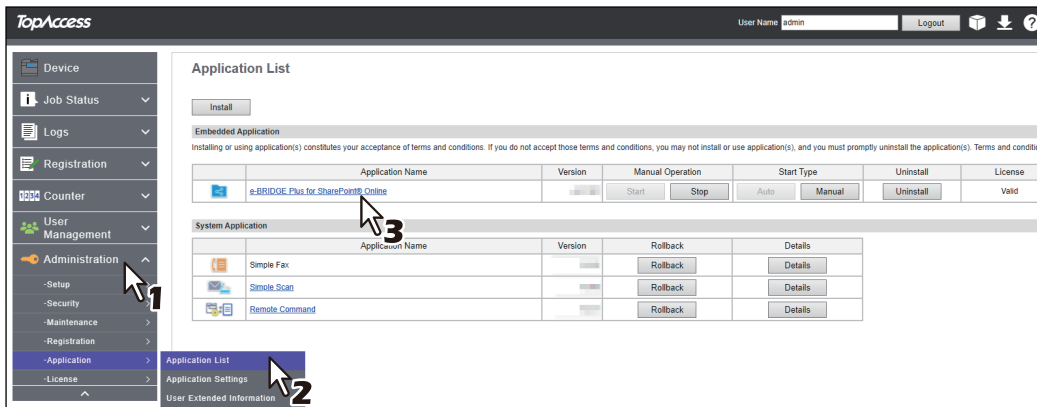 TopAccess
User Name admin Logout ?
Device
i Job Status
Logs
Registration
1234 Counter
User
Management
Administration
-Setup
-Security
-Maintenance
-Registration
-Application
-License
1
Application List
Application Settings
User Extended Information
2
Application List
Install
Embedded Application
Installing or using application(s) constitutes your acceptance of terms and conditions. If you do not accept those terms and conditions, you may not install or use application(s), and you must promptly uninstall the application(s). Terms and conditi
Application Name Version Manual Operation Start Type Uninstall License
e-BRIDGE Plus for SharePoint® Online Start Stop Auto Manual Uninstall Valid
3
System Application
Application Name Version Rollback Details
Simple Fax Rollback Details
Simple Scan Rollback Details
Remote Command Rollback Details